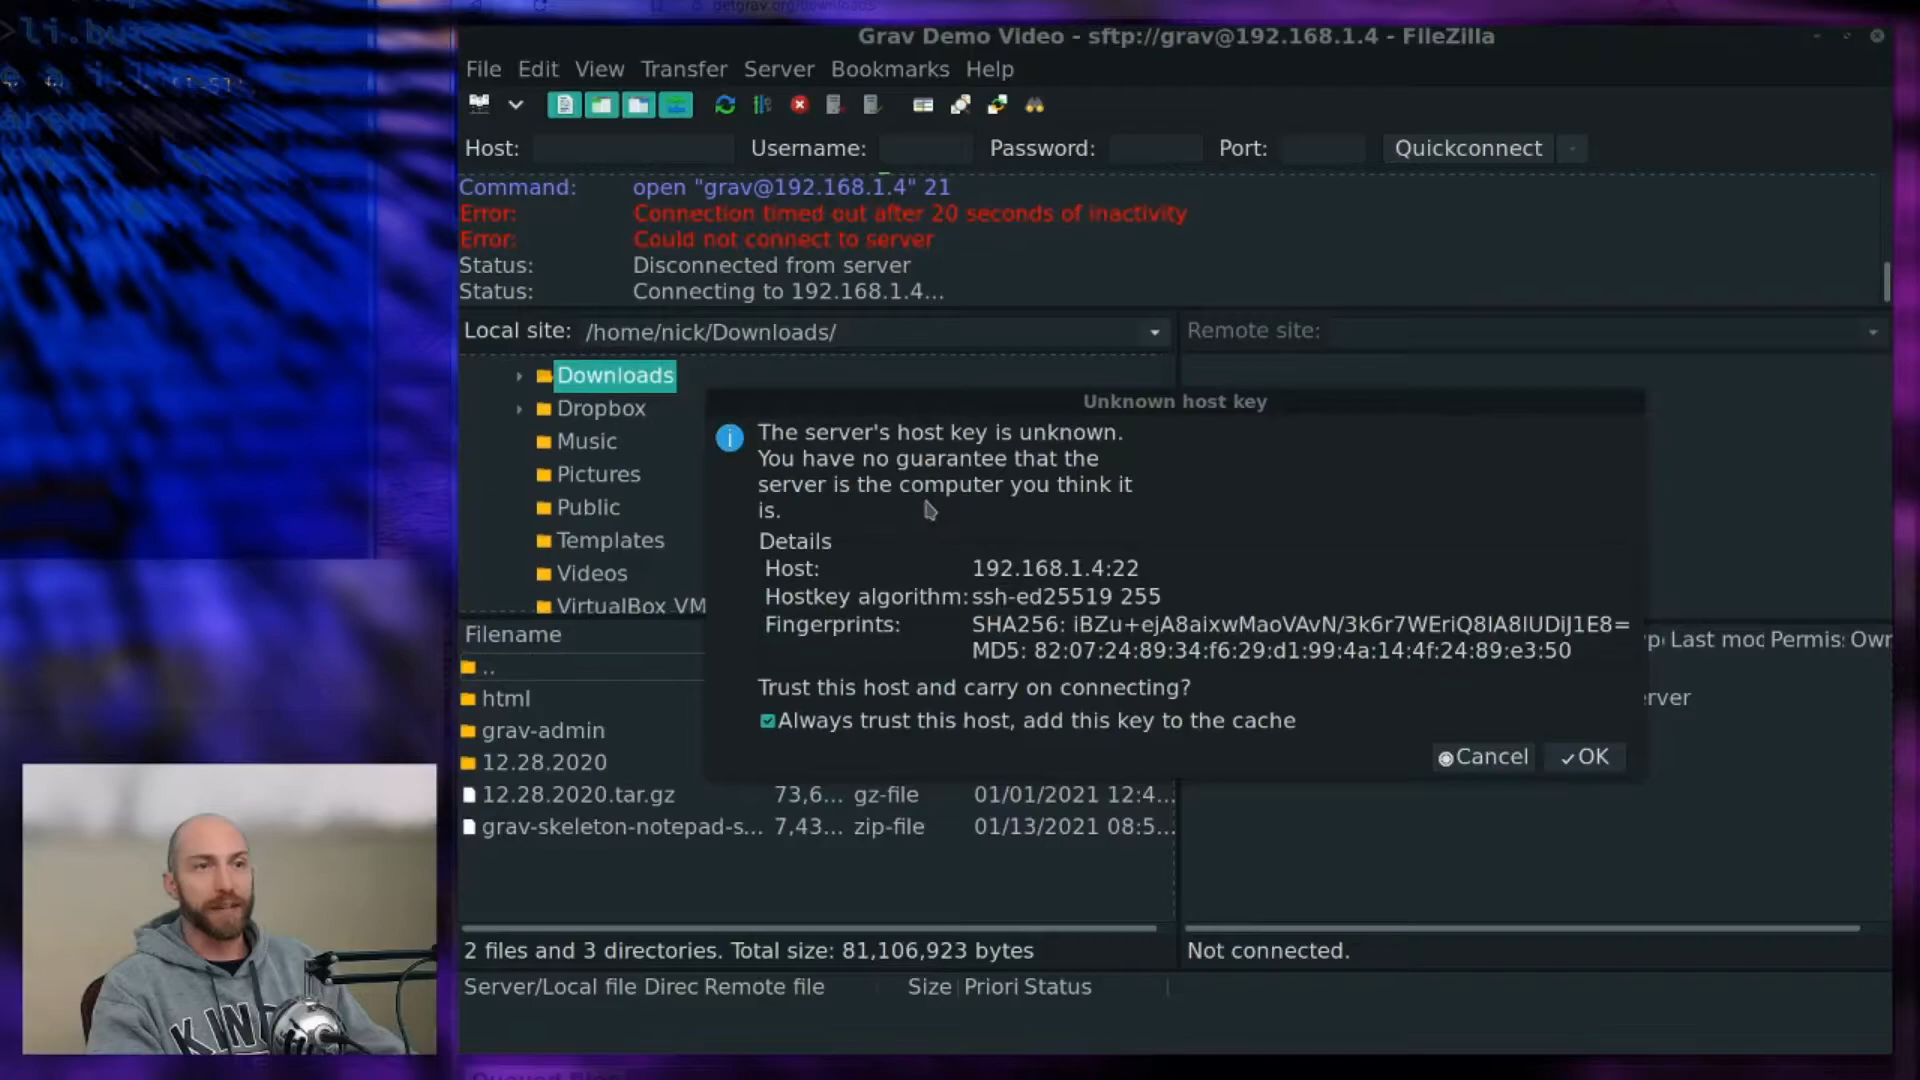 getgrav.org/downloads
Grav Demo Video - sftp://grav@192.168.1.4 - FIleZilla
File Edit View Transfer Server Bookmarks Help
Host: Username: Password: Port: Quickconnect
Command: open "grav@192.168.1.4" 21
Error: Connection timed out after 20 seconds of inactivity
Error: Could not connect to server
Status: Disconnected from server
Status: Connecting to 192.168.1.4...
Local site: /home/nick/Downloads/
Remote site:
Downloads
Dropbox
Music
Pictures
Public
Templates
Videos
VirtualBox VM
Unknown host key
The server's host key is unknown.
You have no guarantee that the
server is the computer you think it
is.
Details
Host: 192.168.1.4:22
Hostkey algorithm: ssh-ed25519 255
Fingerprints: SHA256: iBZu+ejA8aixwMaoVAvN/3k6r7WEriQ8IA8IUDiJ1E8=
MD5: 82:07:24:89:34:f6:29:d1:99:4a:14:4f:24:89:e3:50
Trust this host and carry on connecting?
Always trust this host, add this key to the cache
Cancel OK
Filename
Last mod Permis: Own
..
html
grav-admin
12.28.2020
12.28.2020.tar.gz 73,6... gz-file 01/01/2021 12:4...
grav-skeleton-notepad-s... 7,43... zip-file 01/13/2021 08:5...
2 files and 3 directories. Total size: 81,106,923 bytes
Not connected.
Server/Local file Direc Remote file Size Priori Status
KING